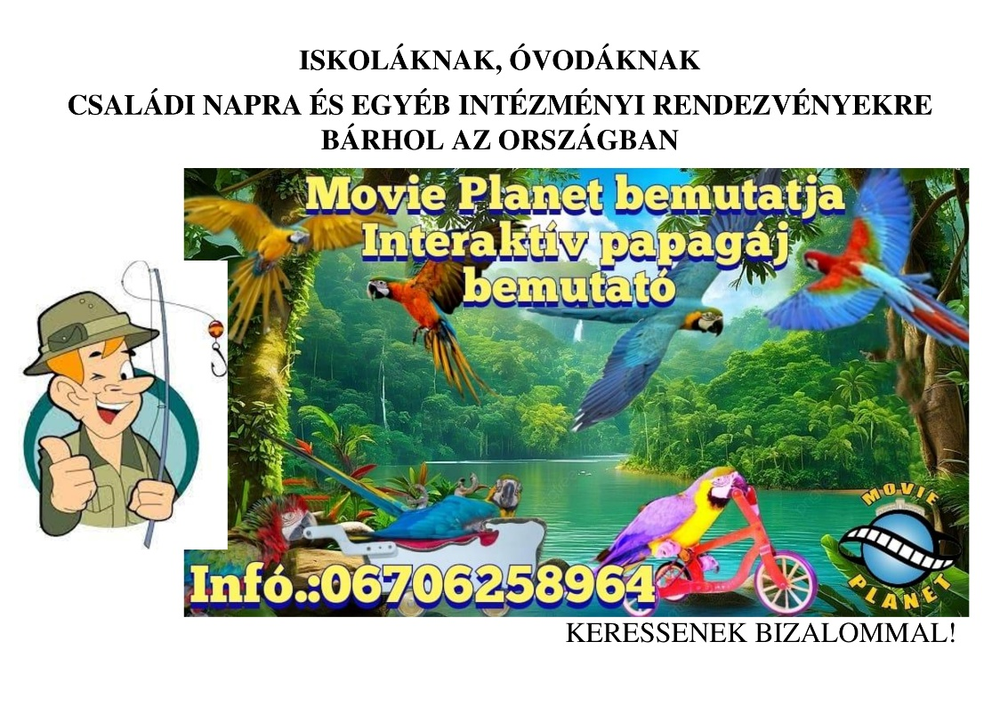 ISKOLÁKNAK, ÓVODÁKNAK
CSALÁDI NAPRA ÉS EGYÉB INTÉZMÉNYI RENDEZVÉNYEKRE
BÁRHOL AZ ORSZÁGBAN
Movie Planet bemutatja
Interaktív papagáj
bemutató
MOVIE
PLANET
Infó.:06706258964
KERESSENEK BIZALOMMAL!